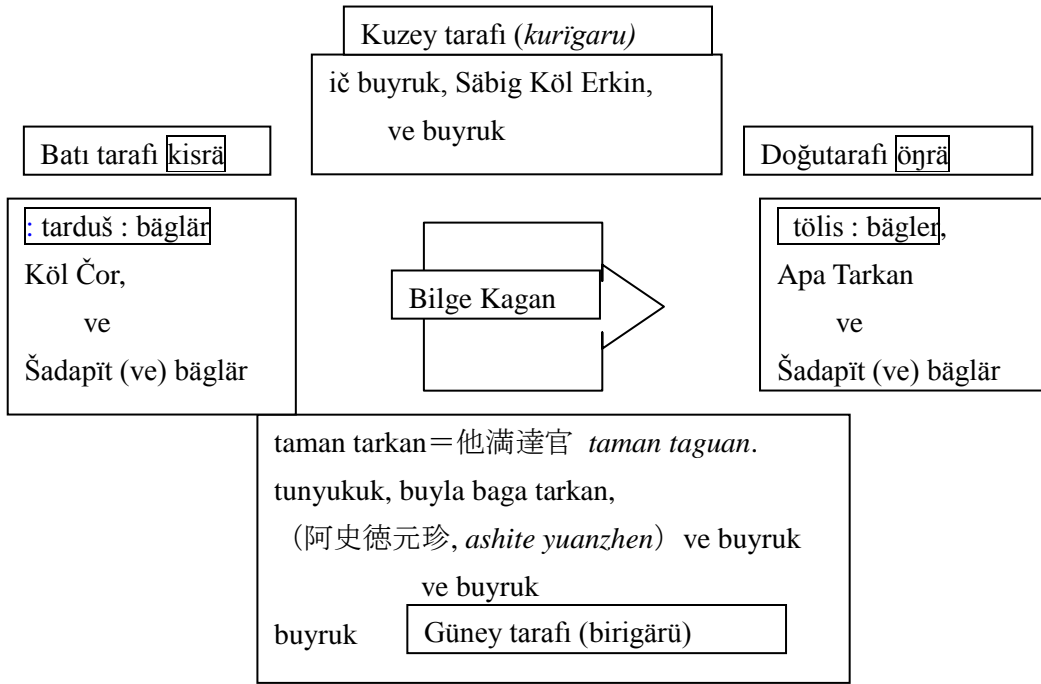 Kuzey tarafı (kurïgaru)
ič buyruk, Säbig Köl Erkin,
ve buyruk
Batı tarafı kisrä
Doğutarafı öŋrä
: tarduš : bäglär
Köl Čor,
ve
Šadapït (ve) bäglär
Bilge Kagan
tölis : bägler,
Apa Tarkan
ve
Šadapït (ve) bäglär
taman tarkan＝他満達官 taman taguan.
tunyukuk, buyla baga tarkan,
（阿史徳元珍, ashite yuanzhen）ve buyruk
ve buyruk
buyruk
Güney tarafı (birigärü)